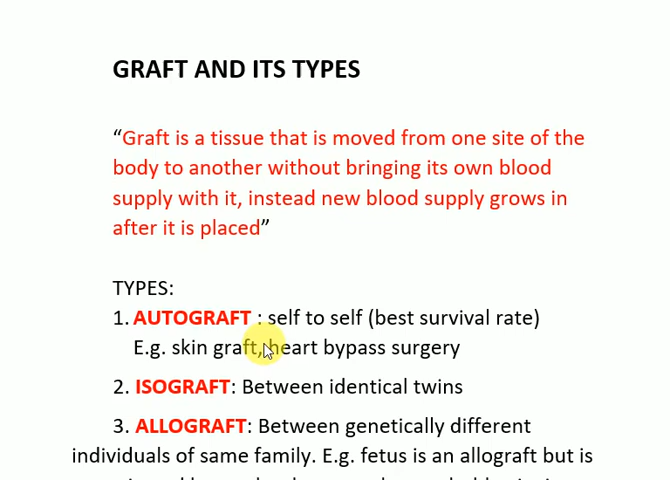 GRAFT AND ITS TYPES
“Graft is a tissue that is moved from one site of the
body to another without bringing its own blood
supply with it, instead new blood supply grows in
after it is placed”
TYPES:
1. AUTOGRAFT : self to self (best survival rate)
E.g. skin graft, heart bypass surgery
2. ISOGRAFT: Between identical twins
3. ALLOGRAFT: Between genetically different
individuals of same family. E.g. fetus is an allograft but is